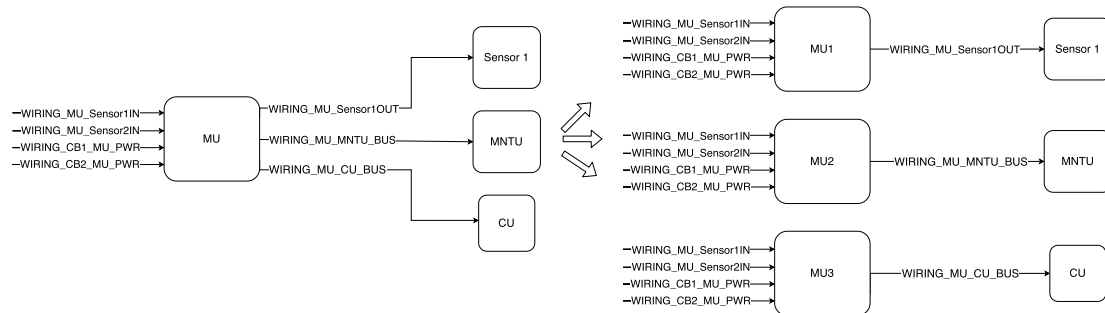 WIRING_MU_Sensor1IN
WIRING_MU_Sensor2IN
WIRING_CB1_MU_PWR
WIRING_CB2_MU_PWR
MU
WIRING_MU_Sensor1OUT
WIRING_MU_MNTU_BUS
WIRING_MU_CU_BUS
Sensor 1
MNTU
CU
WIRING_MU_Sensor1IN
WIRING_MU_Sensor2IN
WIRING_CB1_MU_PWR
WIRING_CB2_MU_PWR
MU1
WIRING_MU_Sensor1OUT
Sensor 1
WIRING_MU_Sensor1IN
WIRING_MU_Sensor2IN
WIRING_CB1_MU_PWR
WIRING_CB2_MU_PWR
MU2
WIRING_MU_MNTU_BUS
MNTU
WIRING_MU_Sensor1IN
WIRING_MU_Sensor2IN
WIRING_CB1_MU_PWR
WIRING_CB2_MU_PWR
MU3
WIRING_MU_CU_BUS
CU